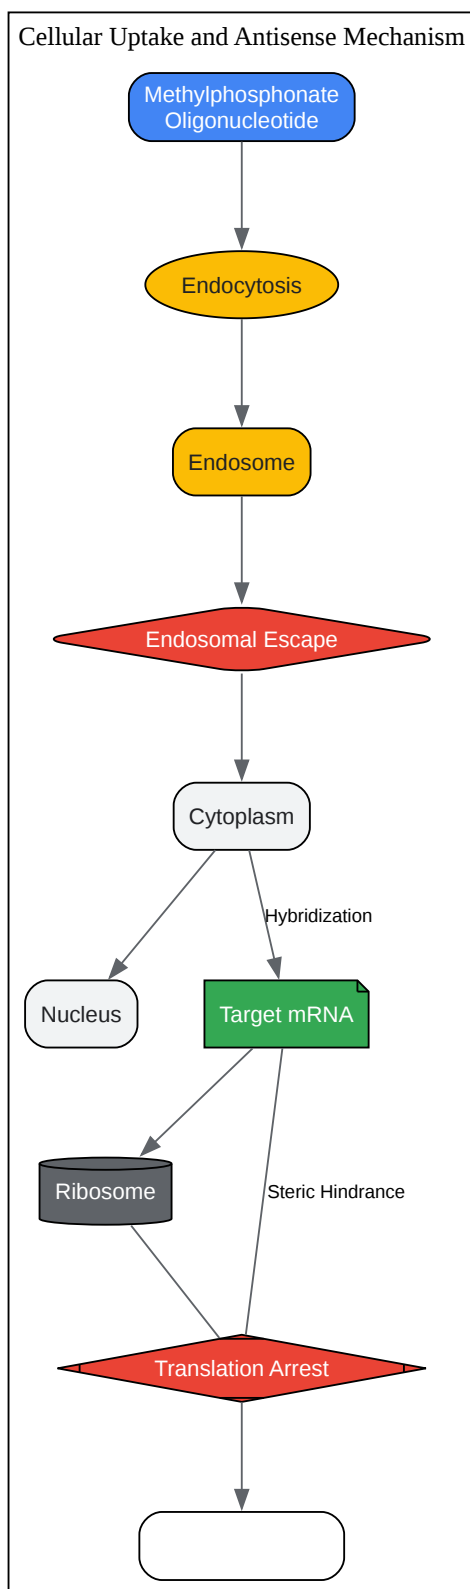 Cellular Uptake and Antisense Mechanism
Methylphosphonate
Oligonucleotide
Endocytosis
Endosome
Endosomal Escape
Cytoplasm
Hybridization
Nucleus
Target mRNA
Ribosome
Steric Hindrance
Translation Arrest